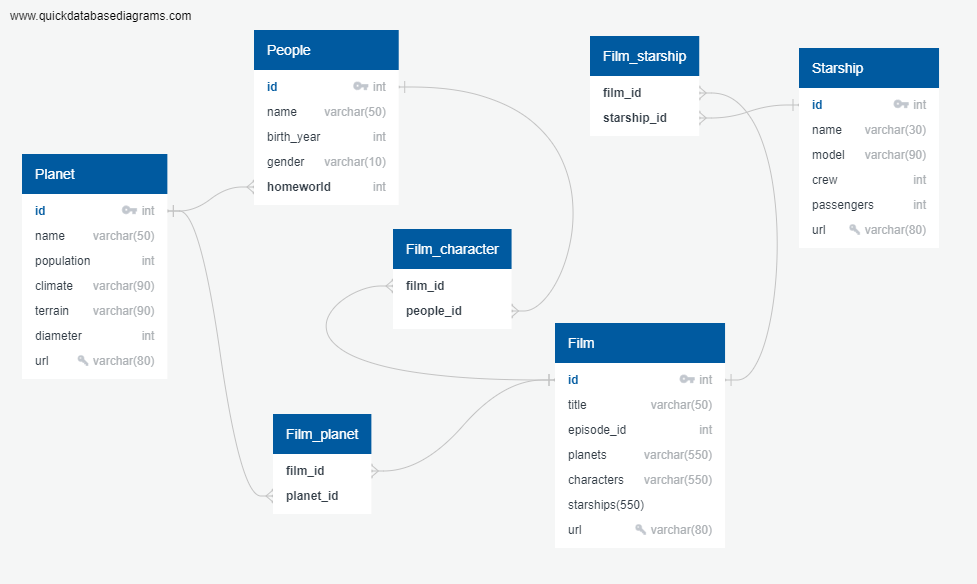 www.quickdatabasediagrams.com
People
id int
name varchar(50)
birth_year int
gender varchar(10)
homeworld int
Film_starship
film_id
starship_id
Starship
id int
name varchar(30)
model varchar(90)
crew int
passengers int
url varchar(80)
Planet
id int
name varchar(50)
population int
climate varchar(90)
terrain varchar(90)
diameter int
url varchar(80)
Film_character
film_id
people_id
Film
id int
title varchar(50)
episode_id int
planets varchar(550)
characters varchar(550)
starships(550)
url varchar(80)
Film_planet
film_id
planet_id